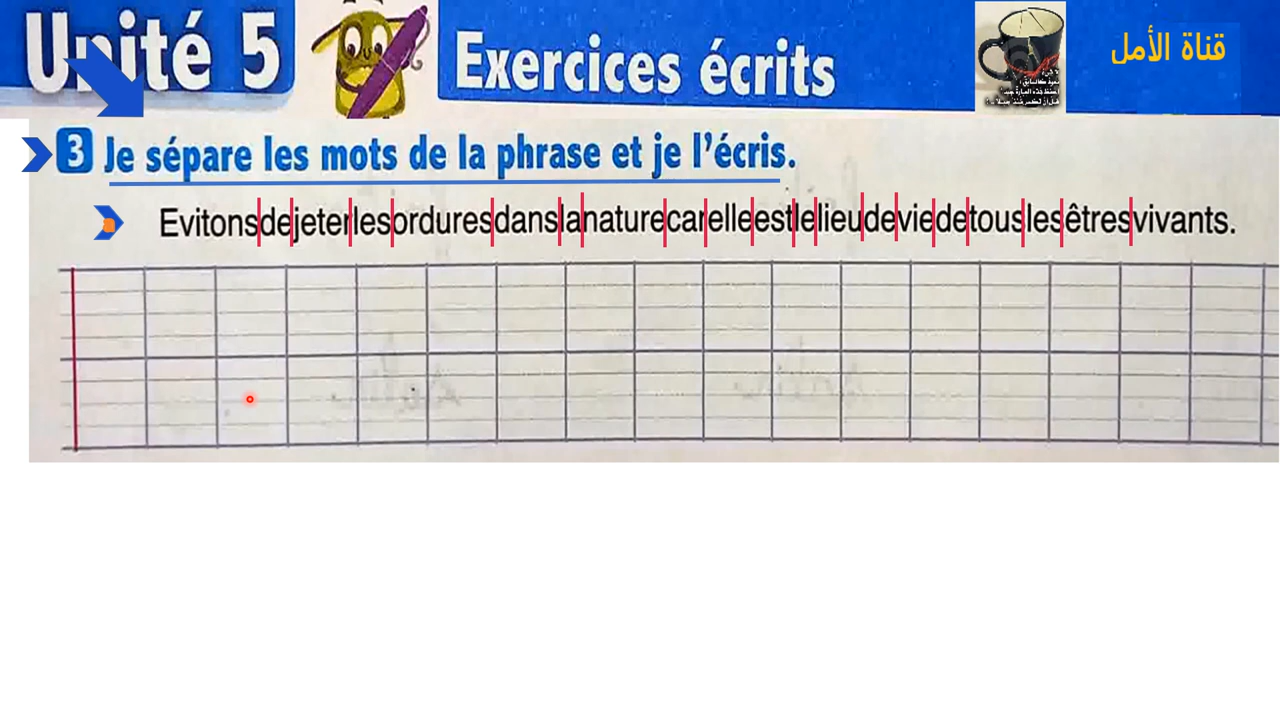 Unité 5
Exercices écrits
قناة الأمل
3 Je sépare les mots de la phrase et je l'écris.
Evitonsdejeterlesorduresdanslanaturecarelleestlelieudeviedetouslesêtresvivants.